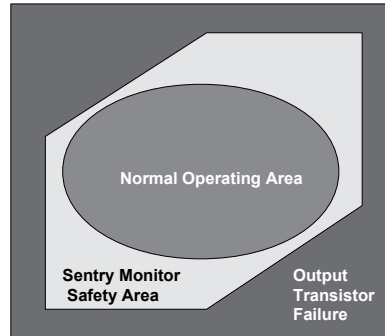 Normal Operating Area
Sentry Monitor
Safety Area
Output
Transistor
Failure